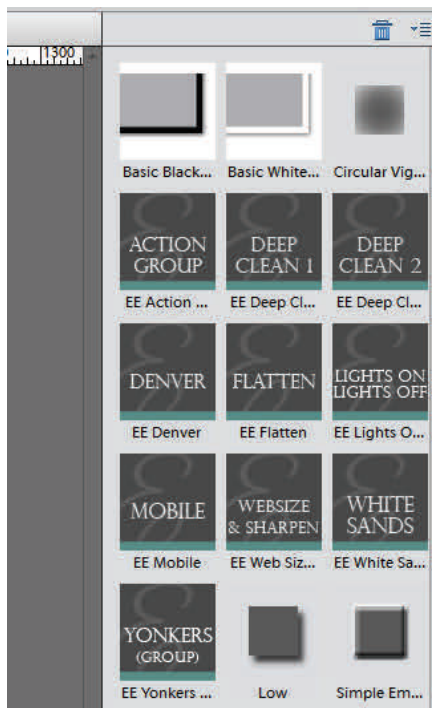 1300
Basic Black...
Basic White...
Circular Vig...
ACTION
GROUP
EE Action ...
DEEP
CLEAN 1
EE Deep Cl...
DEEP
CLEAN 2
EE Deep Cl...
DENVER
EE Denver
FLATTEN
EE Flatten
LIGHTS ON
LIGHTS OFF
EE Lights O...
MOBILE
EE Mobile
WEBSIZE
& SHARPEN
EE Web Siz...
WHITE
SANDS
EE White Sa...
YONKERS
(GROUP)
EE Yonkers ...
Low
Simple Em...